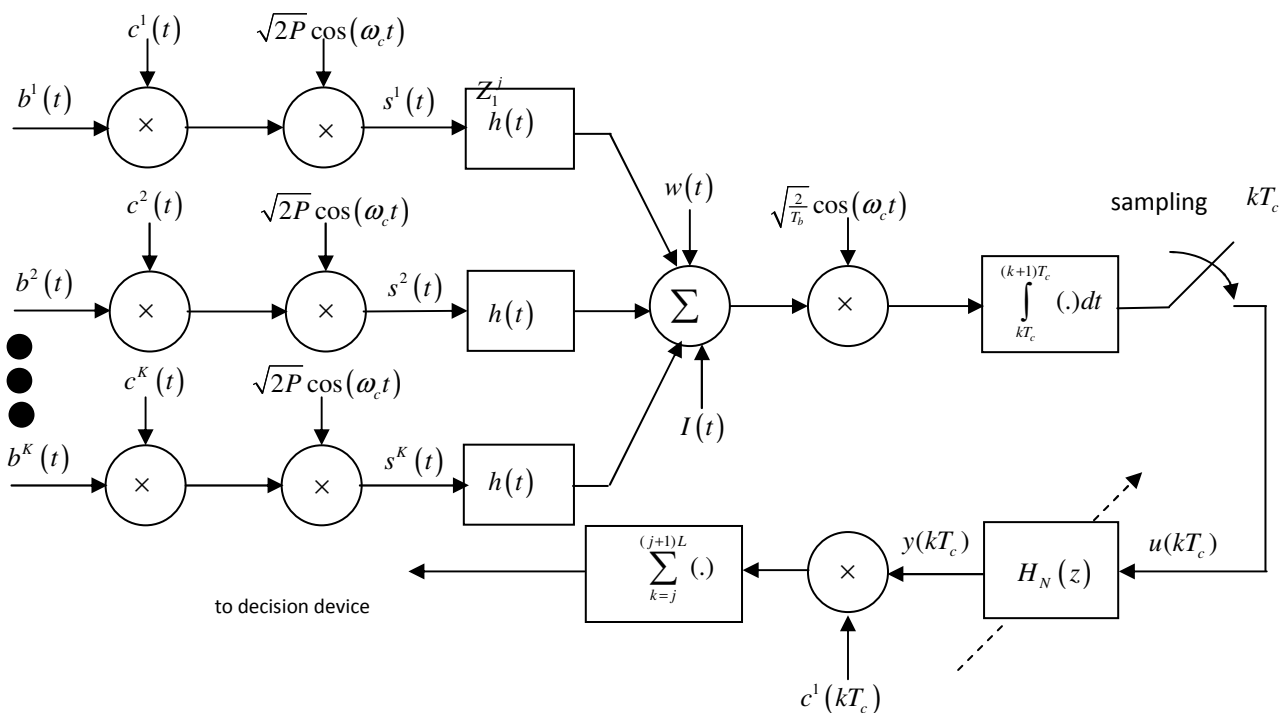 c¹(t)
√2P cos(ω_c t)
b¹(t)
×
×
s¹(t)
Z₁ʲ
h(t)
c²(t)
√2P cos(ω_c t)
w(t)
√(2/T_b) cos(ω_c t)
sampling
kT_c
b²(t)
×
×
s²(t)
h(t)
Σ
×
∫_{kT_c}^{(k+1)T_c} (.)dt
c^K(t)
√2P cos(ω_c t)
I(t)
b^K(t)
×
×
s^K(t)
h(t)
∑_{k=j}^{(j+1)L} (.)
×
y(kT_c)
H_N(z)
u(kT_c)
to decision device
c¹(kT_c)